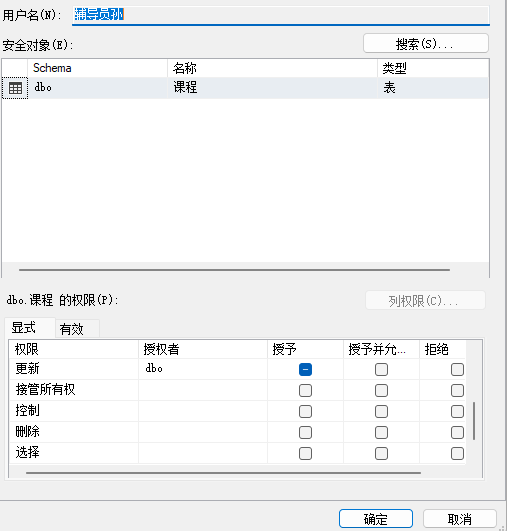 用户名(N): 辅导员孙
安全对象(E): 搜索(S)...
Schema 名称 类型
dbo 课程 表
dbo.课程 的权限(P): 列权限(C)...
显式 有效
权限 授权者 授予 授予并允... 拒绝
更新 dbo
接管所有权
控制
删除
选择
确定 取消